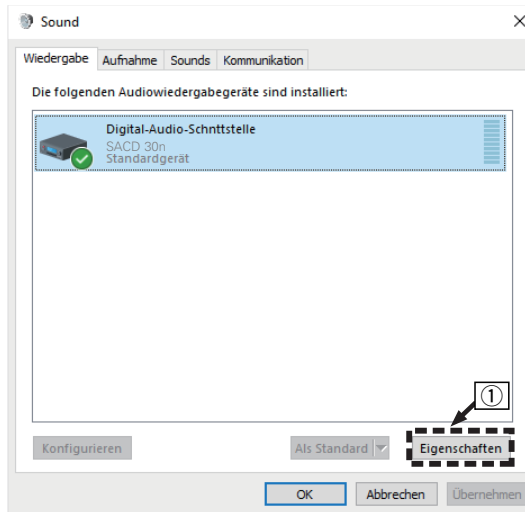 Sound
Wiedergabe Aufnahme Sounds Kommunikation
Die folgenden Audiowiedergabegeräte sind installiert:
Digital-Audio-Schnttstelle
SACD 30n
Standardgerät
①
Konfigurieren Als Standard Eigenschaften
OK Abbrechen Übernehmen